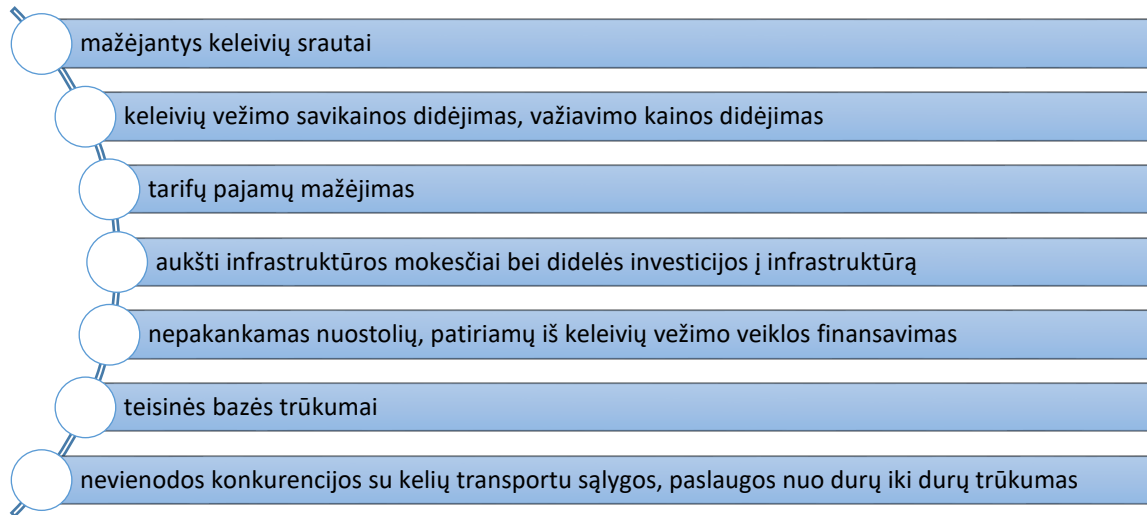 mažėjantys keleivių srautai
keleivių vežimo savikainos didėjimas, važiavimo kainos didėjimas
tarifų pajamų mažėjimas
aukšti infrastruktūros mokesčiai bei didelės investicijos į infrastruktūrą
nepakankamas nuostolių, patiriamų iš keleivių vežimo veiklos finansavimas
teisinės bazės trūkumai
nevienodos konkurencijos su kelių transportu sąlygos, paslaugos nuo durų iki durų trūkumas